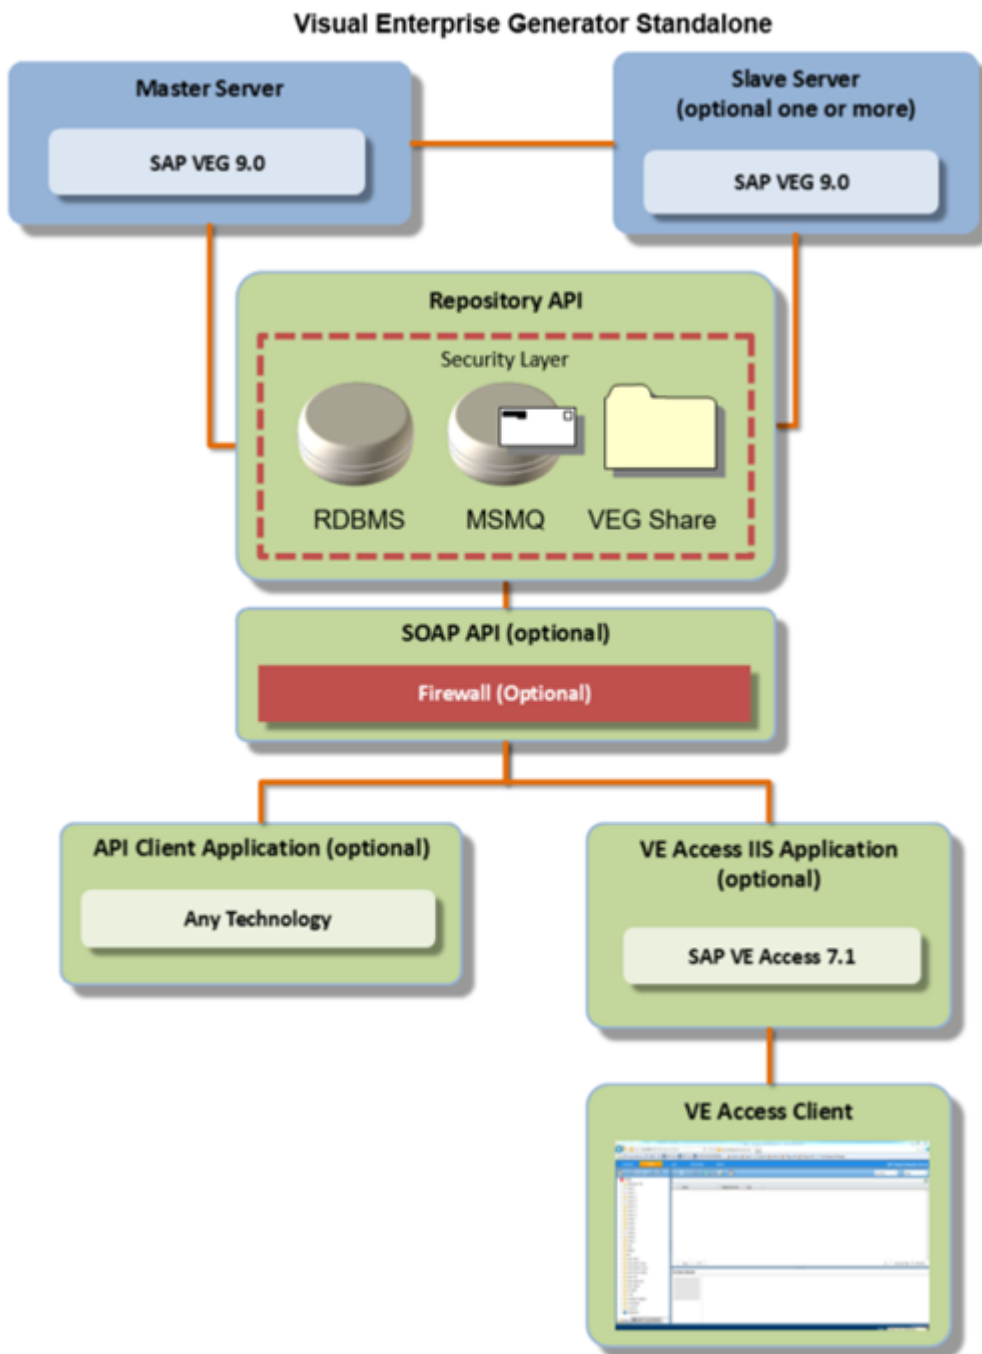 Visual Enterprise Generator Standalone
Master Server
SAP VEG 9.0
Slave Server
(optional one or more)
SAP VEG 9.0
Repository API
Security Layer
RDBMS
MSMQ
VEG Share
SOAP API (optional)
Firewall (Optional)
API Client Application (optional)
Any Technology
VE Access IIS Application
(optional)
SAP VE Access 7.1
VE Access Client